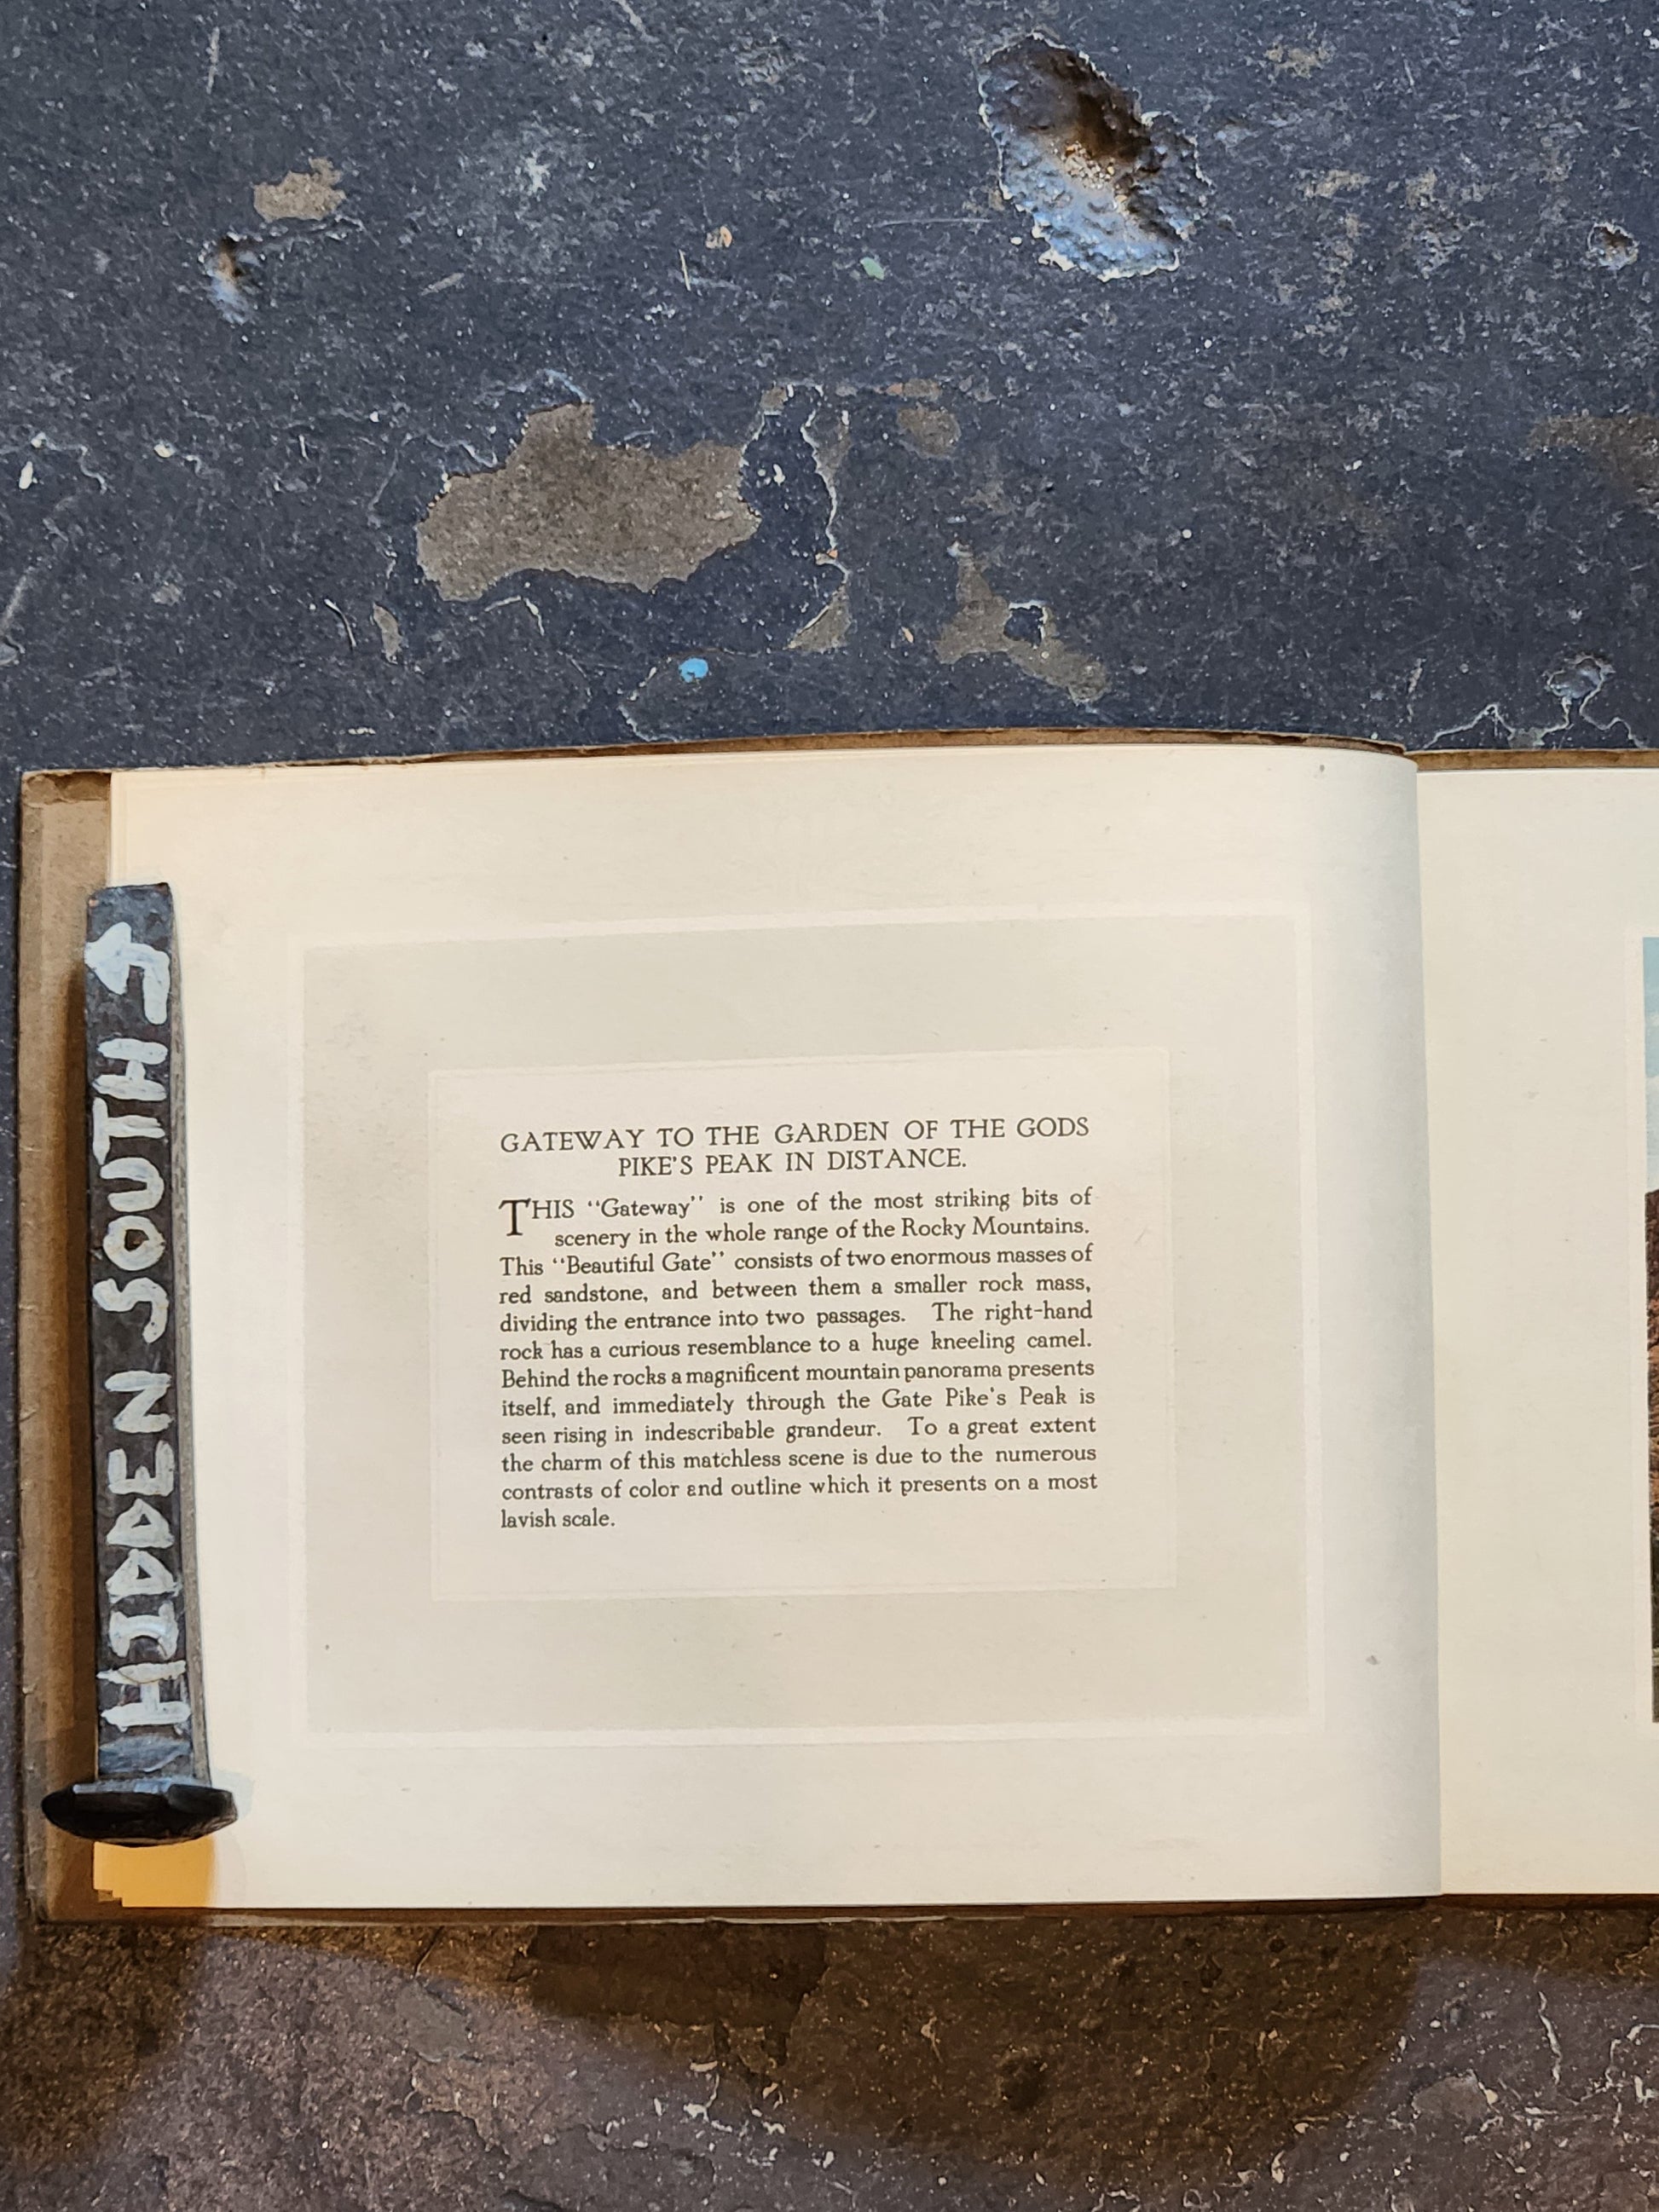 HIDDEN SOUTH
GATEWAY TO THE GARDEN OF THE GODS
PIKE'S PEAK IN DISTANCE.
THIS "Gateway" is one of the most striking bits of
scenery in the whole range of the Rocky Mountains.
This "Beautiful Gate" consists of two enormous masses of
red sandstone, and between them a smaller rock mass,
dividing the entrance into two passages. The right-hand
rock has a curious resemblance to a huge kneeling camel.
Behind the rocks a magnificent mountain panorama presents
itself, and immediately through the Gate Pike's Peak is
seen rising in indescribable grandeur. To a great extent
the charm of this matchless scene is due to the numerous
contrasts of color and outline which it presents on a most
lavish scale.